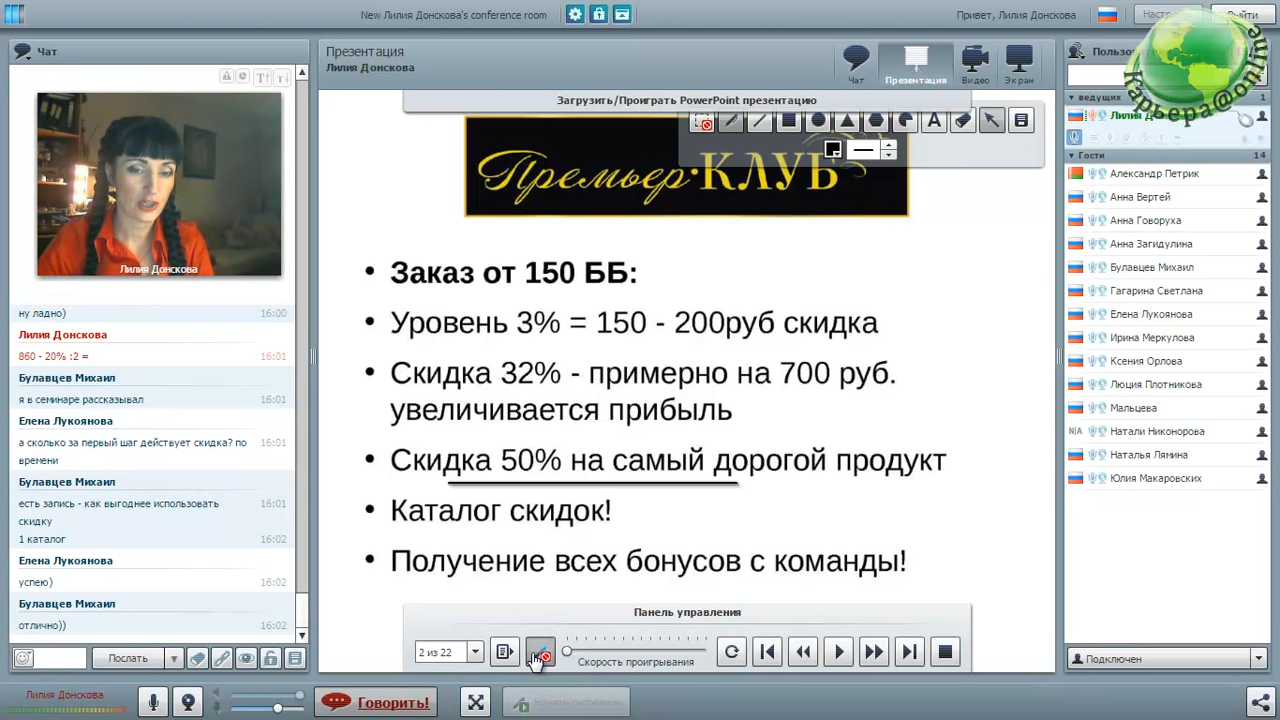 New Лилия Донскова's conference room
Привет, Лилия Донскова
Выйти
Чат
Лилия Донскова
ну ладно) 16:00
Лилия Донскова
860 - 20% :2 = 16:01
Булавцев Михаил
я в семинаре рассказывал 16:01
Елена Лукоянова
а сколько за первый шаг действует скидка? по 16:01
времени
Булавцев Михаил
есть запись - как выгоднее использовать 16:01
скидку
1 каталог 16:02
Елена Лукоянова
успею) 16:02
Булавцев Михаил
отлично)) 16:02
Послать
Лилия Донскова
Говорить!
Презентация
Лилия Донскова
Чат
Презентация
Видео
Экран
Загрузить/Проиграть PowerPoint презентацию
Премьер·КЛУБ
• Заказ от 150 ББ:
• Уровень 3% = 150 - 200руб скидка
• Скидка 32% - примерно на 700 руб.
увеличивается прибыль
• Скидка 50% на самый дорогой продукт
• Каталог скидок!
• Получение всех бонусов с команды!
Панель управления
2 из 22
Скорость проигрывания
карьера@online
ведущих 1
Гости 14
Александр Петрик
Анна Вертей
Анна Говоруха
Анна Загидулина
Булавцев Михаил
Гагарина Светлана
Елена Лукоянова
Ирина Меркулова
Ксения Орлова
Люция Плотникова
Мальцева
N/A Натали Никонорова
Наталья Лямина
Юлия Макаровских
Подключен